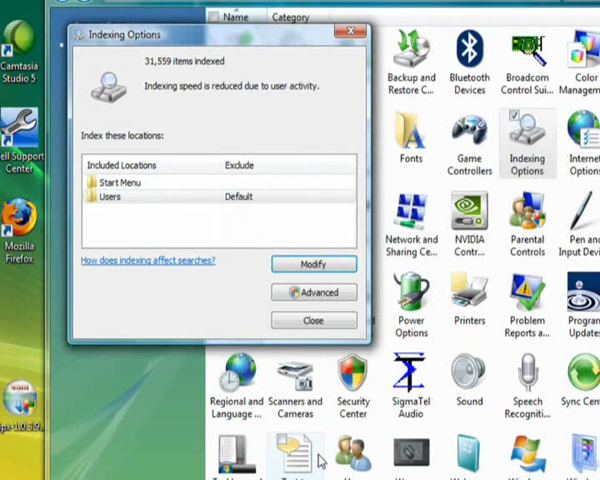 Name Category
Indexing Options
31,559 items indexed
Indexing speed is reduced due to user activity.
Index these locations:
Included Locations Exclude
Start Menu
Users Default
How does indexing affect searches?
Modify
Advanced
Close
Camtasia
Studio 5
ell Support
Center
Mozilla
Firefox
Backup and
Restore C...
Bluetooth
Devices
Broadcom
Control Sui...
Color
Managem
Fonts
Game
Controllers
Indexing
Options
Internet
Options
Network and
Sharing Ce...
NVIDIA
Contr...
Parental
Controls
Pen and
Input Devi
Power
Options
Printers
Problem
Reports a...
Program
Updates
Regional and
Language ...
Scanners and
Cameras
Security
Center
SigmaTel
Audio
Sound
Speech
Recogniti...
Sync Cent